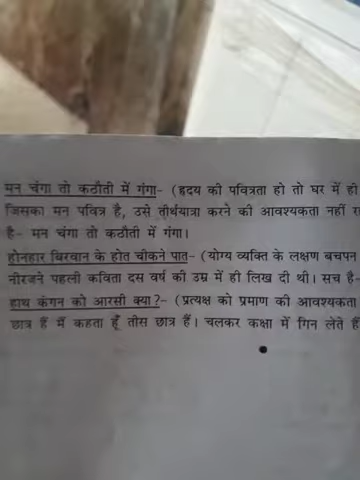 मन चंगा तो कठौती में गंगा- (हृदय की पवित्रता हो तो घर में ही
जिसका मन पवित्र है, उसे तीर्थयात्रा करने की आवश्यकता नहीं
है- मन चंगा तो कठौती में गंगा।
होनहार बिरवान के होत चीकने पात- (योग्य व्यक्ति के लक्षण बचपन
नीरजने पहली कविता दस वर्ष की उम्र में ही लिख दी थी। सच है-
हाथ कंगन को आरसी क्या?- (प्रत्यक्ष को प्रमाण की आवश्यकता
छात्र हैं मैं कहता हूँ तीस छात्र हैं। चलकर कक्षा में गिन लेते हैं